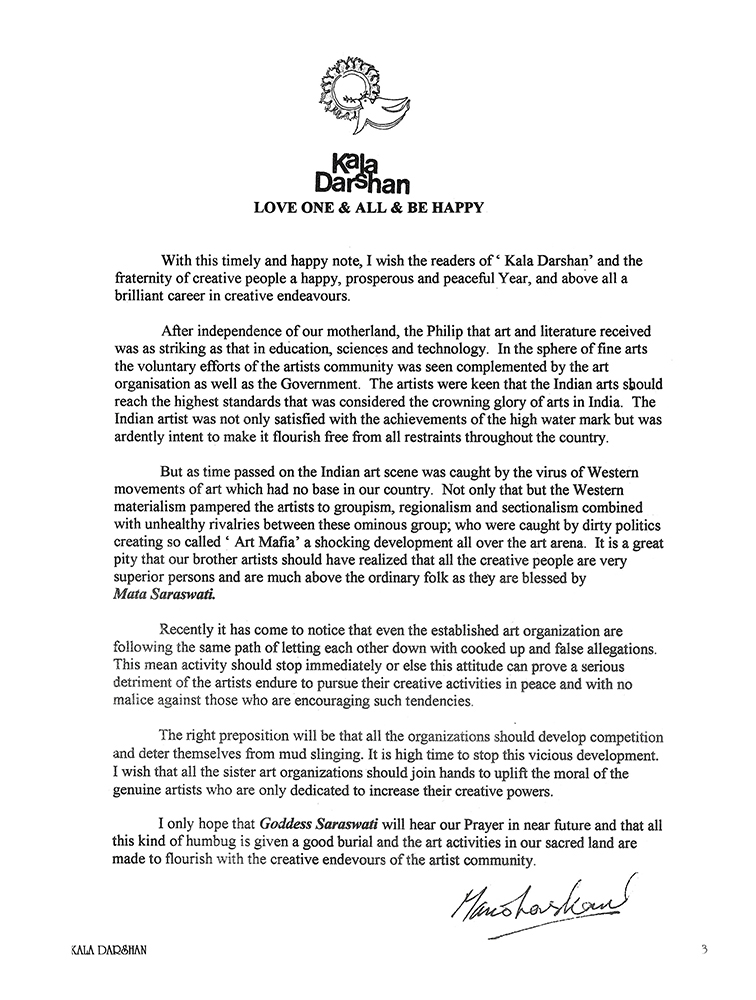 Kala
Darshan
LOVE ONE & ALL & BE HAPPY
With this timely and happy note, I wish the readers of ‘ Kala Darshan’ and the
fraternity of creative people a happy, prosperous and peaceful Year, and above all a
brilliant career in creative endeavours.
After independence of our motherland, the Philip that art and literature received
was as striking as that in education, sciences and technology. In the sphere of fine arts
the voluntary efforts of the artists community was seen complemented by the art
organisation as well as the Government. The artists were keen that the Indian arts should
reach the highest standards that was considered the crowning glory of arts in India. The
Indian artist was not only satisfied with the achievements of the high water mark but was
ardently intent to make it flourish free from all restraints throughout the country.
But as time passed on the Indian art scene was caught by the virus of Western
movements of art which had no base in our country. Not only that but the Western
materialism pampered the artists to groupism, regionalism and sectionalism combined
with unhealthy rivalries between these ominous group; who were caught by dirty politics
creating so called ‘ Art Mafia’ a shocking development all over the art arena. It is a great
pity that our brother artists should have realized that all the creative people are very
superior persons and are much above the ordinary folk as they are blessed by
Mata Saraswati.
Recently it has come to notice that even the established art organization are
following the same path of letting each other down with cooked up and false allegations.
This mean activity should stop immediately or else this attitude can prove a serious
detriment of the artists endure to pursue their creative activities in peace and with no
malice against those who are encouraging such tendencies.
The right preposition will be that all the organizations should develop competition
and deter themselves from mud slinging. It is high time to stop this vicious development.
I wish that all the sister art organizations should join hands to uplift the moral of the
genuine artists who are only dedicated to increase their creative powers.
I only hope that Goddess Saraswati will hear our Prayer in near future and that all
this kind of humbug is given a good burial and the art activities in our sacred land are
made to flourish with the creative endevours of the artist community.
KALA DARSHAN
3